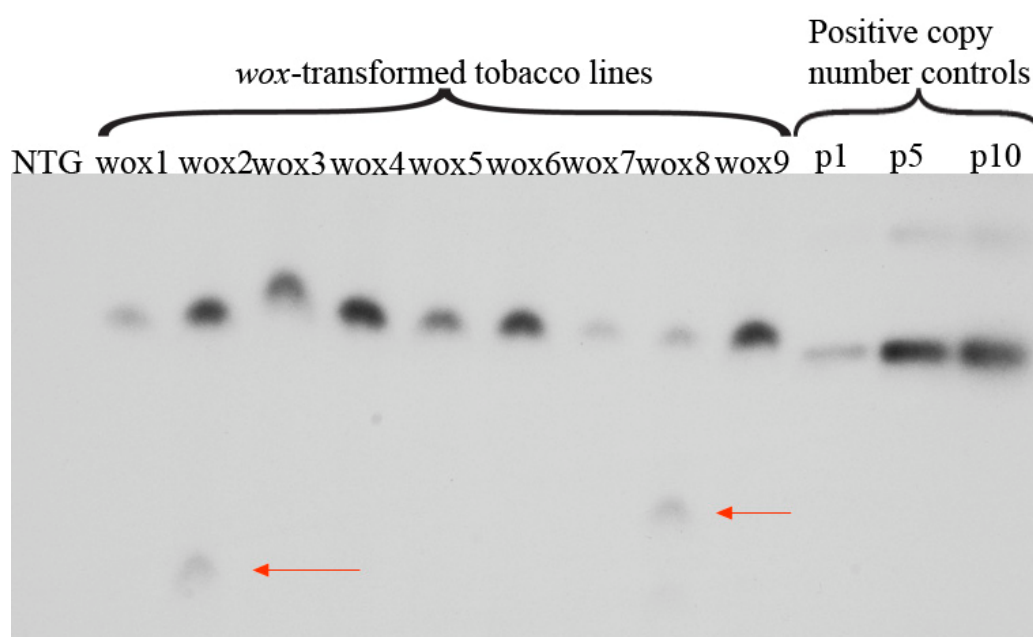 Positive copy
number controls
wox-transformed tobacco lines
NTG wox1 wox2 wox3 wox4 wox5 wox6 wox7 wox8 wox9 p1 p5 p10